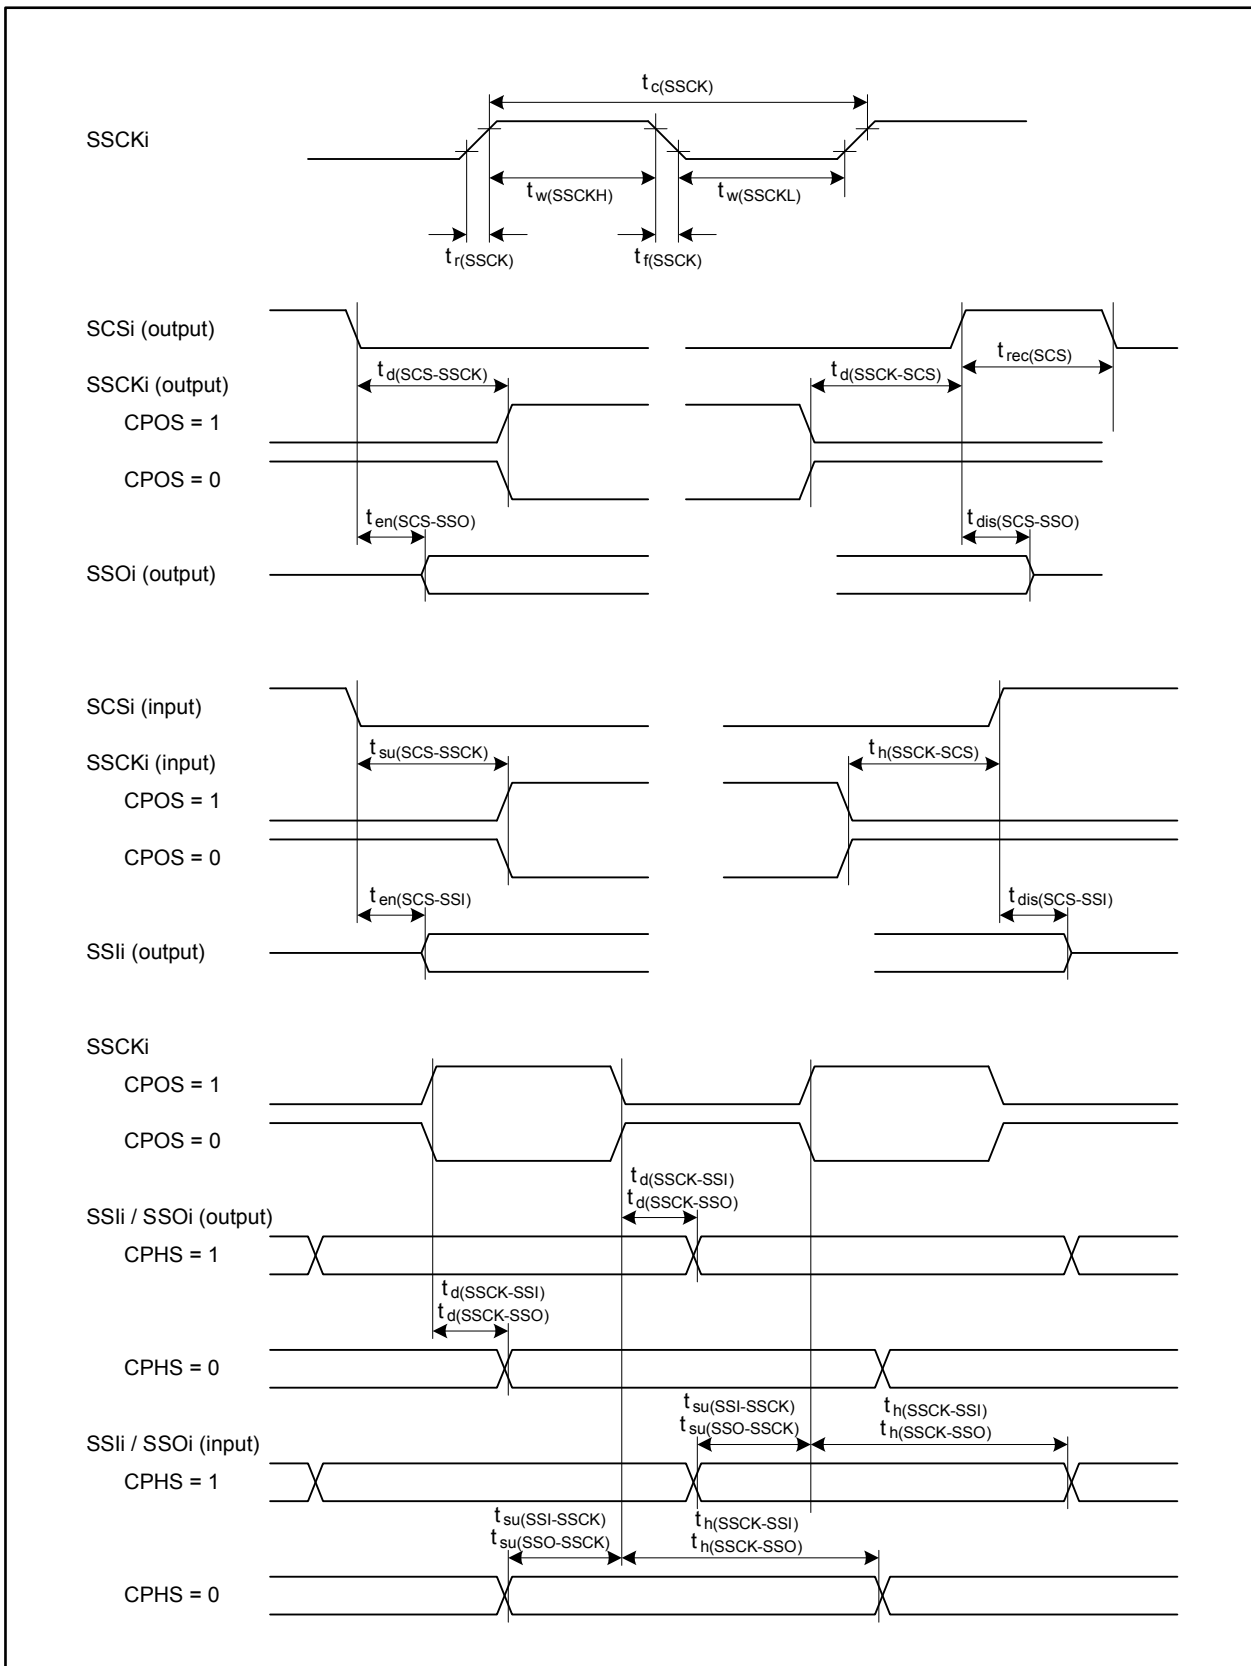 tc(SSCK)
SSCKi
tw(SSCKH) tw(SSCKL)
tr(SSCK) tf(SSCK)
SCSi (output)
trec(SCS)
td(SCS-SSCK) td(SSCK-SCS)
SSCKi (output)
CPOS = 1
CPOS = 0
ten(SCS-SSO) tdis(SCS-SSO)
SSOi (output)
SCSi (input)
tsu(SCS-SSCK) th(SSCK-SCS)
SSCKi (input)
CPOS = 1
CPOS = 0
ten(SCS-SSI) tdis(SCS-SSI)
SSIi (output)
SSCKi
CPOS = 1
CPOS = 0
td(SSCK-SSI)
td(SSCK-SSO)
SSIi / SSOi (output)
CPHS = 1
td(SSCK-SSI)
td(SSCK-SSO)
CPHS = 0
tsu(SSI-SSCK) th(SSCK-SSI)
tsu(SSO-SSCK) th(SSCK-SSO)
SSIi / SSOi (input)
CPHS = 1
tsu(SSI-SSCK) th(SSCK-SSI)
tsu(SSO-SSCK) th(SSCK-SSO)
CPHS = 0